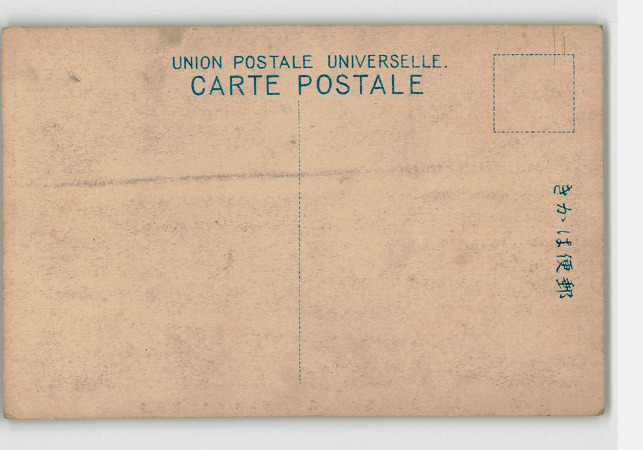 UNION POSTALE UNIVERSELLE.
CARTE POSTALE
郵便はかき